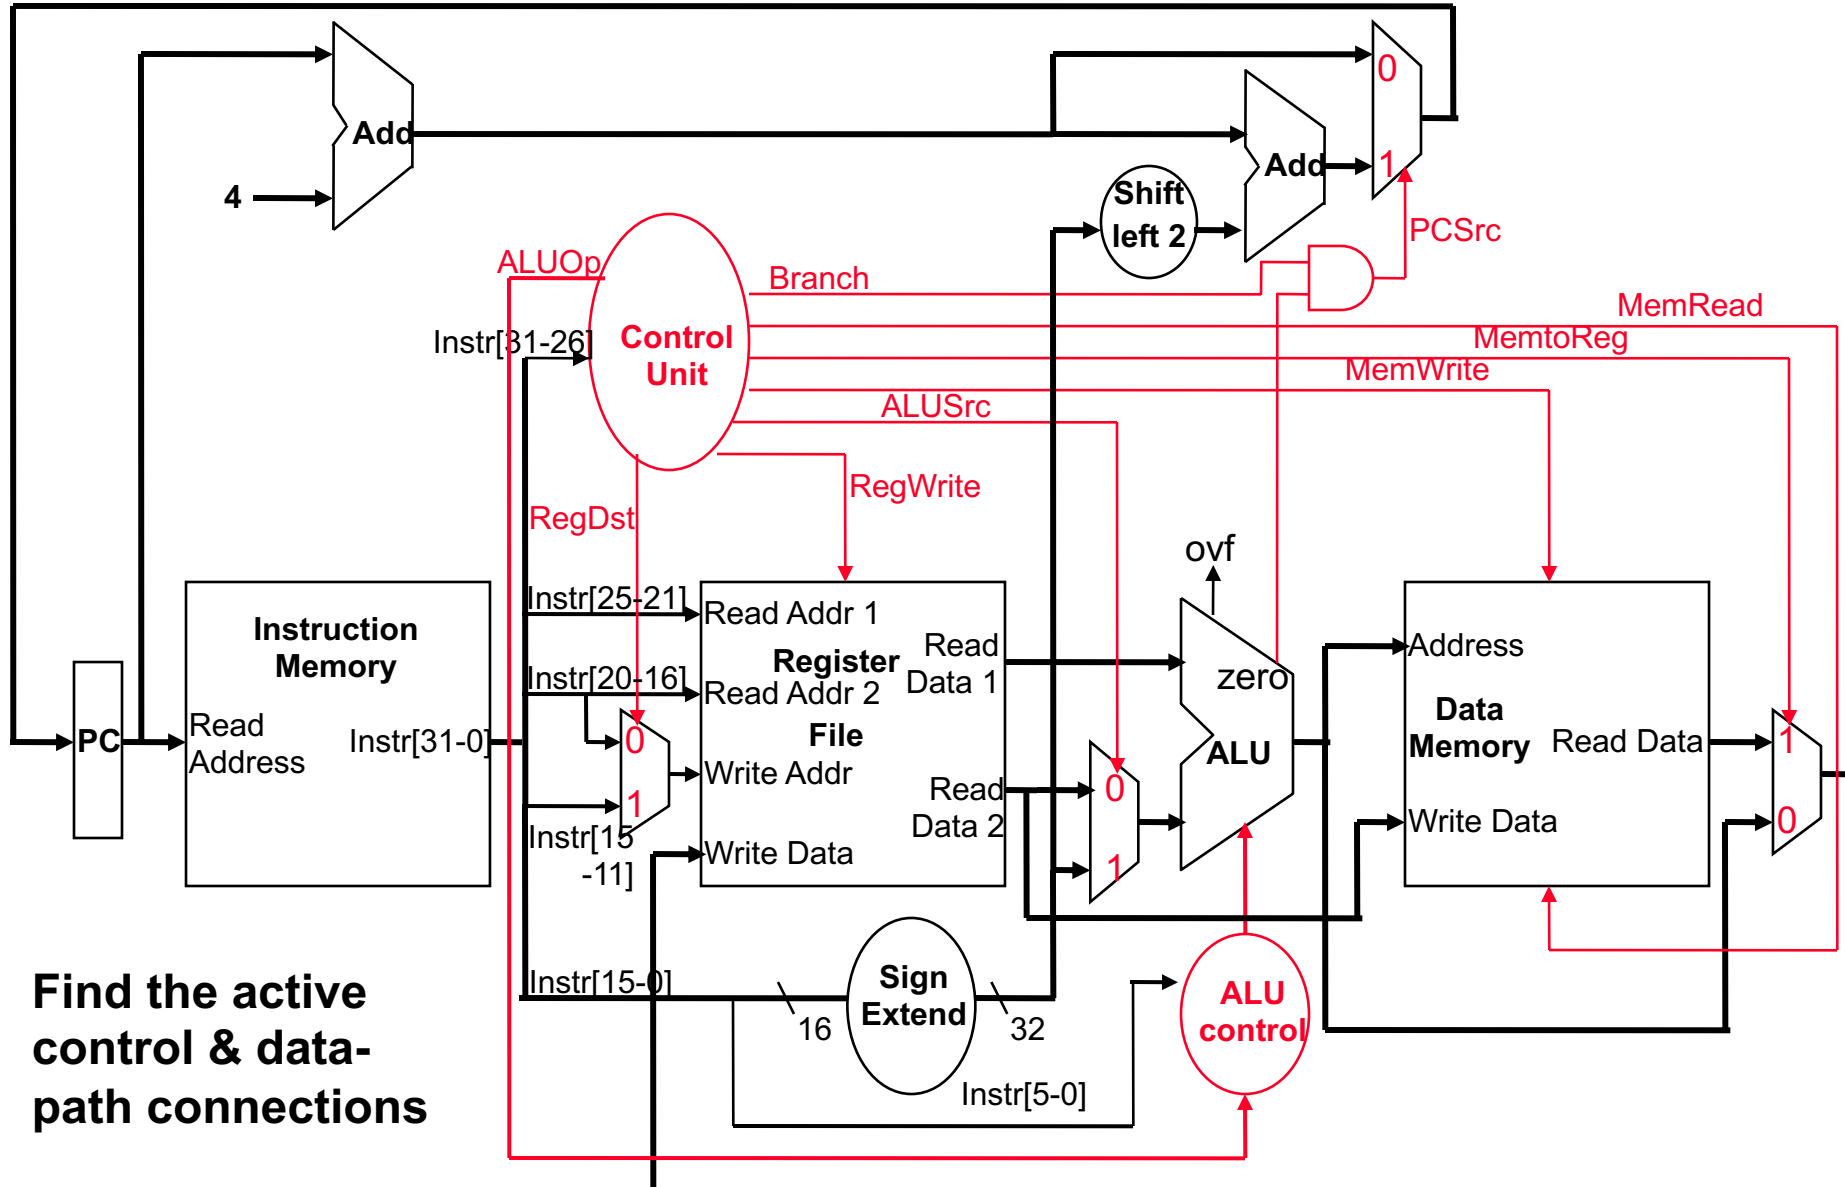 0
Add
1
Add
4
Shift
left 2
PCSrc
ALUOp
Branch
MemRead
Instr[31-26]
Control
Unit
MemtoReg
MemWrite
ALUSrc
RegWrite
RegDst
ovf
Instr[25-21]
Read Addr 1
Instruction
Memory
Read
Data 1
Register
Instr[20-16]
Read Addr 2
zero
Address
Data
Memory
PC
Read
Address
Instr[31-0]
0
File
ALU
Read Data
1
Write Addr
Read
Data 2
0
1
Instr[15
-11]
Write Data
1
Write Data
0
Sign
Extend
Instr[15-0]
16
32
ALU
control
Instr[5-0]
Find the active
control & data-
path connections